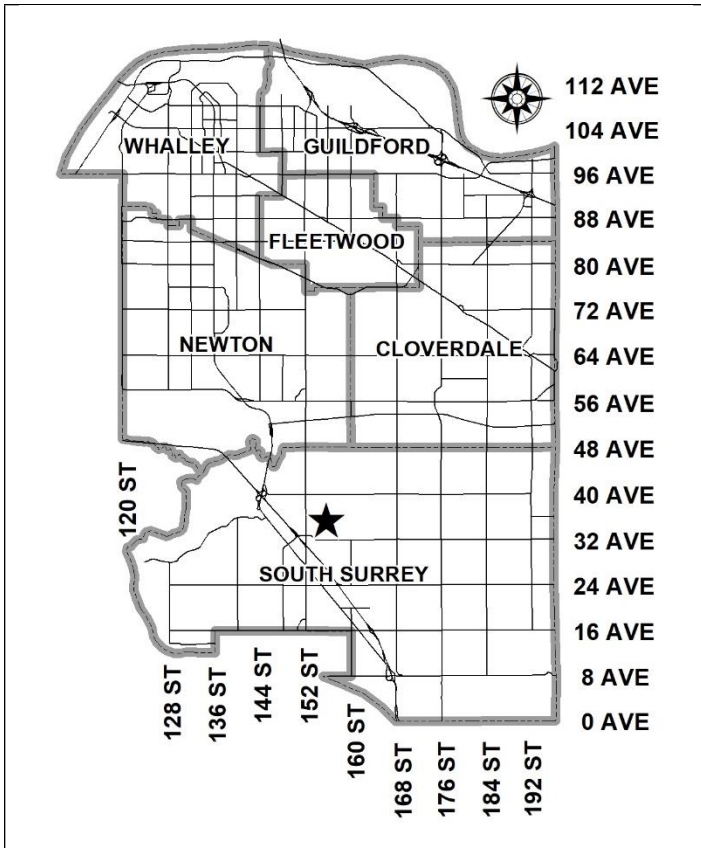 112 AVE
104 AVE
WHALLEY
GUILDFORD
96 AVE
88 AVE
FLEETWOOD
80 AVE
72 AVE
NEWTON
CLOVERDALE
64 AVE
56 AVE
48 AVE
120 ST
40 AVE
32 AVE
SOUTH SURREY
24 AVE
16 AVE
128 ST
136 ST
144 ST
152 ST
160 ST
168 ST
176 ST
184 ST
192 ST
8 AVE
0 AVE